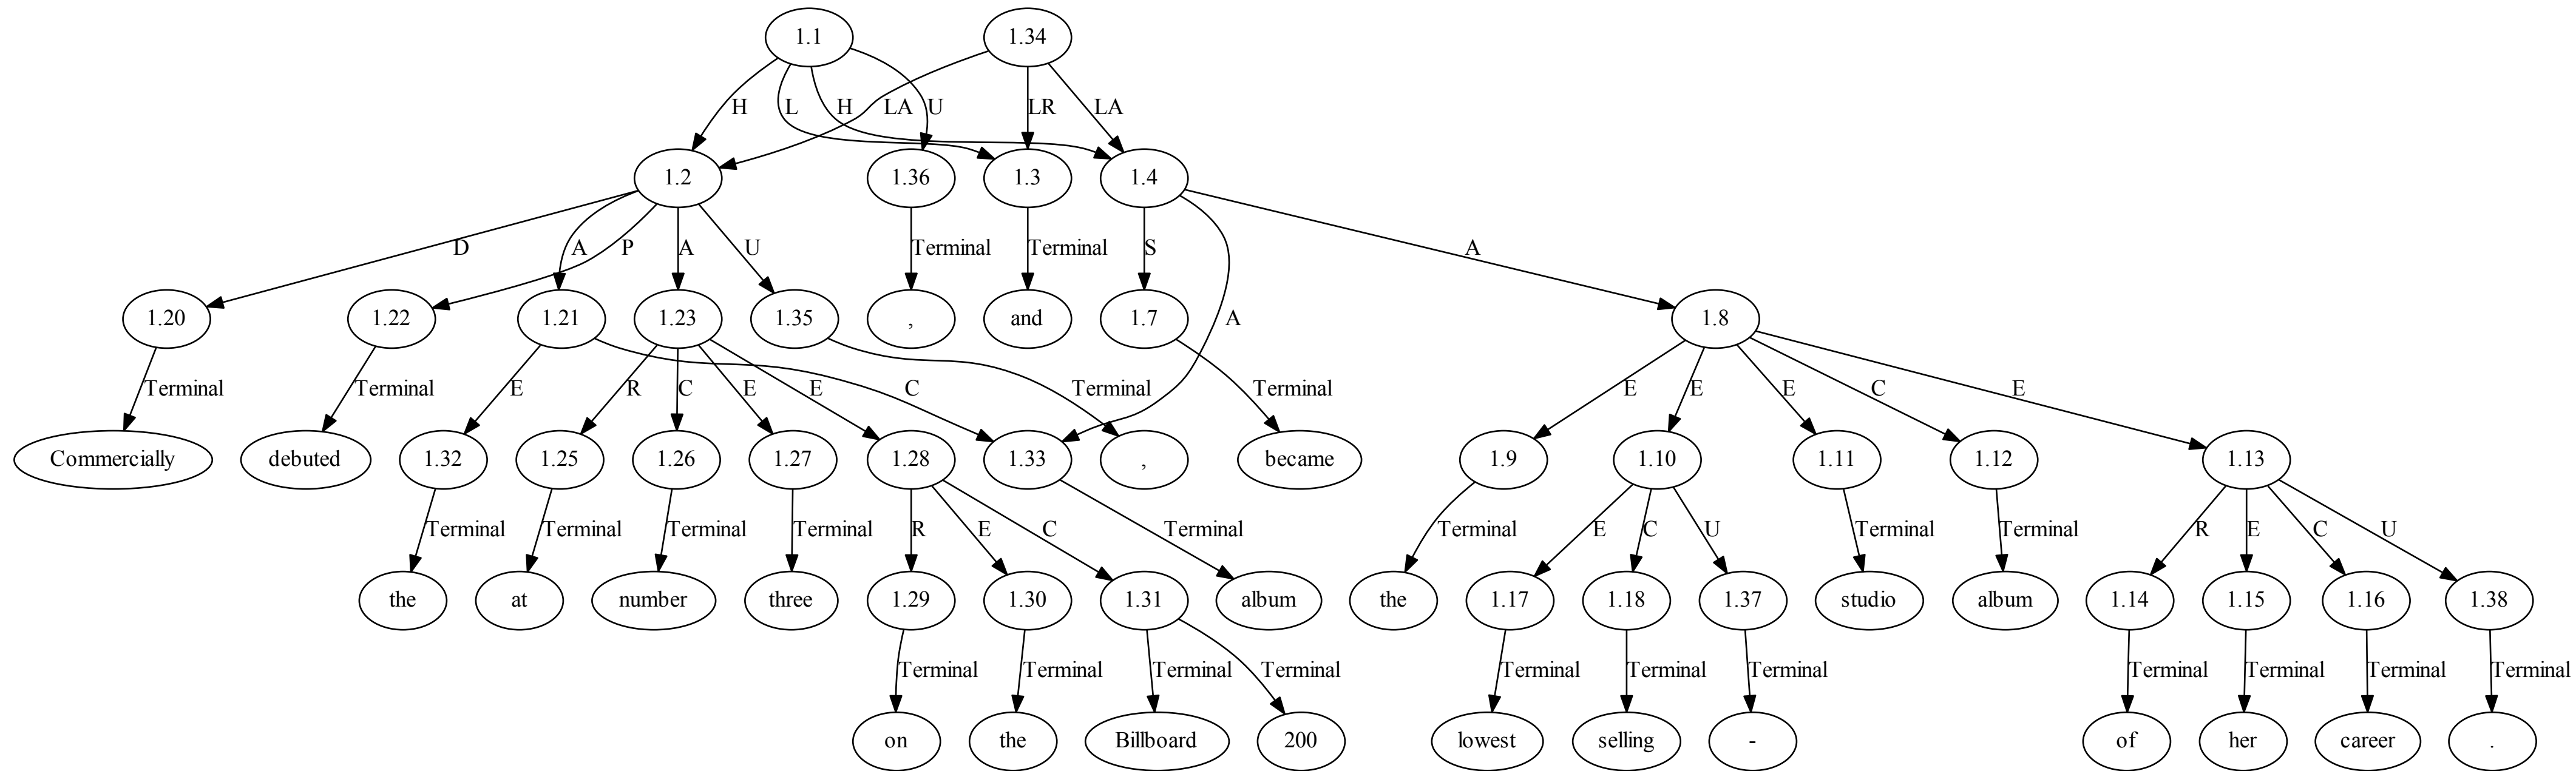 1.1 1.34
H L H U LA LR LA
1.2 1.36 1.3 1.4
D A P A U Terminal Terminal S A
1.20 1.22 1.21 1.23 1.35 , and 1.7 1.8
Terminal Terminal E R C E E C Terminal A Terminal E E E C E
Commercially debuted 1.32 1.25 1.26 1.27 1.28 1.33 , became 1.9 1.10 1.11 1.12 1.13
Terminal Terminal Terminal Terminal R E C Terminal Terminal E C U Terminal Terminal R E C U
the at number three 1.29 1.30 1.31 album the 1.17 1.18 1.37 studio album 1.14 1.15 1.16 1.38
Terminal Terminal Terminal Terminal Terminal Terminal Terminal Terminal Terminal Terminal Terminal
on the Billboard 200 lowest selling - of her career .